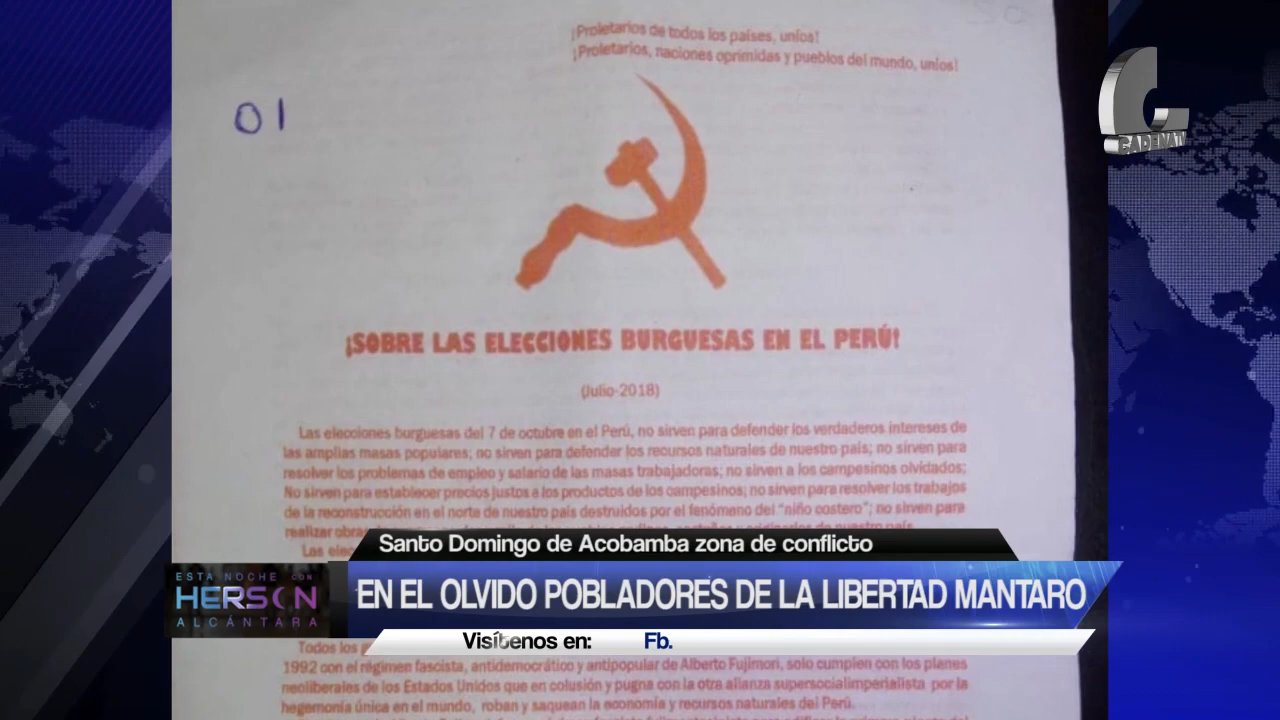 ¡Proletarios de todos los países, uníos!
¡Proletarios, naciones oprimidas y pueblos del mundo, uníos!
01
CADENATV
¡SOBRE LAS ELECCIONES BURGUESAS EN EL PERÚ!
(Julio-2018)
Las elecciones burguesas del 7 de octubre en el Perú, no sirven para defender los verdaderos intereses de
las amplias masas populares; no sirven para defender los recursos naturales de nuestro país; no sirven para
resolver los problemas de empleo y salario de las masas trabajadoras; no sirven a los campesinos olvidados;
No sirven para establecer precios justos a los productos de los campesinos; no sirven para resolver los trabajos
de la reconstrucción en el norte de nuestro país destruidos por el fenómeno del "niño costero"; no sirven para
realizar
Santo Domingo de Acobamba zona de conflicto
ESTA NOCHE CON
HERSON
ALCÁNTARA
EN EL OLVIDO POBLADORES DE LA LIBERTAD MANTARO
Visítenos en: Fb.
Todos los
1992 con el régimen fascista, antidemocrático y antipopular de Alberto Fujimori, solo cumplen con los planes
neoliberales de los Estados Unidos que en colusión y pugna con la otra alianza supersocialimperialista por la
hegemonía única en el mundo, roban y saquean la economía y recursos naturales del Perú.